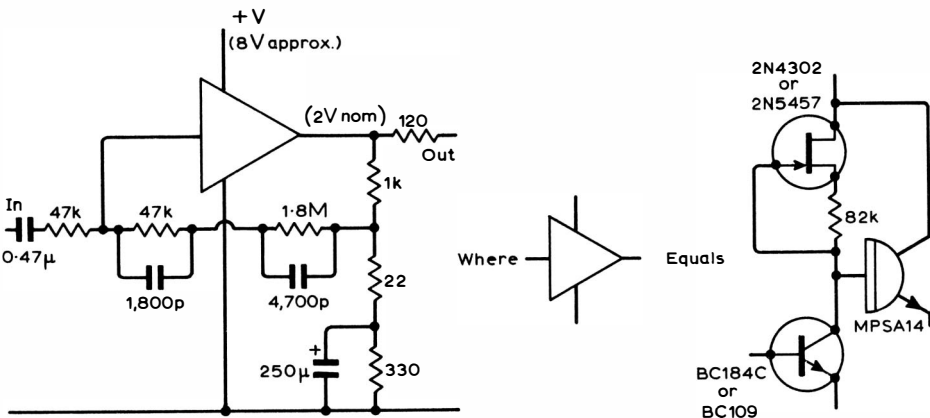 +V
(8V approx.)
(2V nom)
120
Out
1k
In
47k
47k
1·8M
0·47μ
1,800p
4,700p
22
+
250μ
330
Where
Equals
2N4302
or
2N5457
82k
MPSA14
BC184C
or
BC109